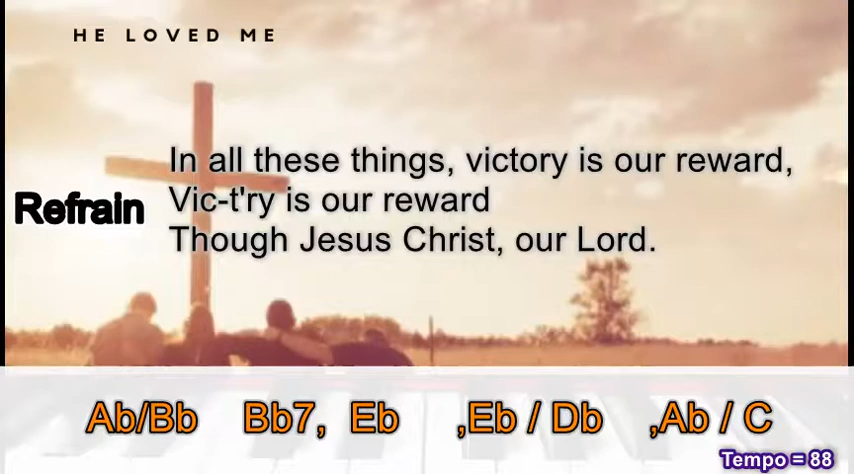 HE LOVED ME
In all these things, victory is our reward,
Refrain
Vic-t'ry is our reward
Though Jesus Christ, our Lord.
Ab/Bb Bb7, Eb ,Eb / Db ,Ab / C
Tempo = 88